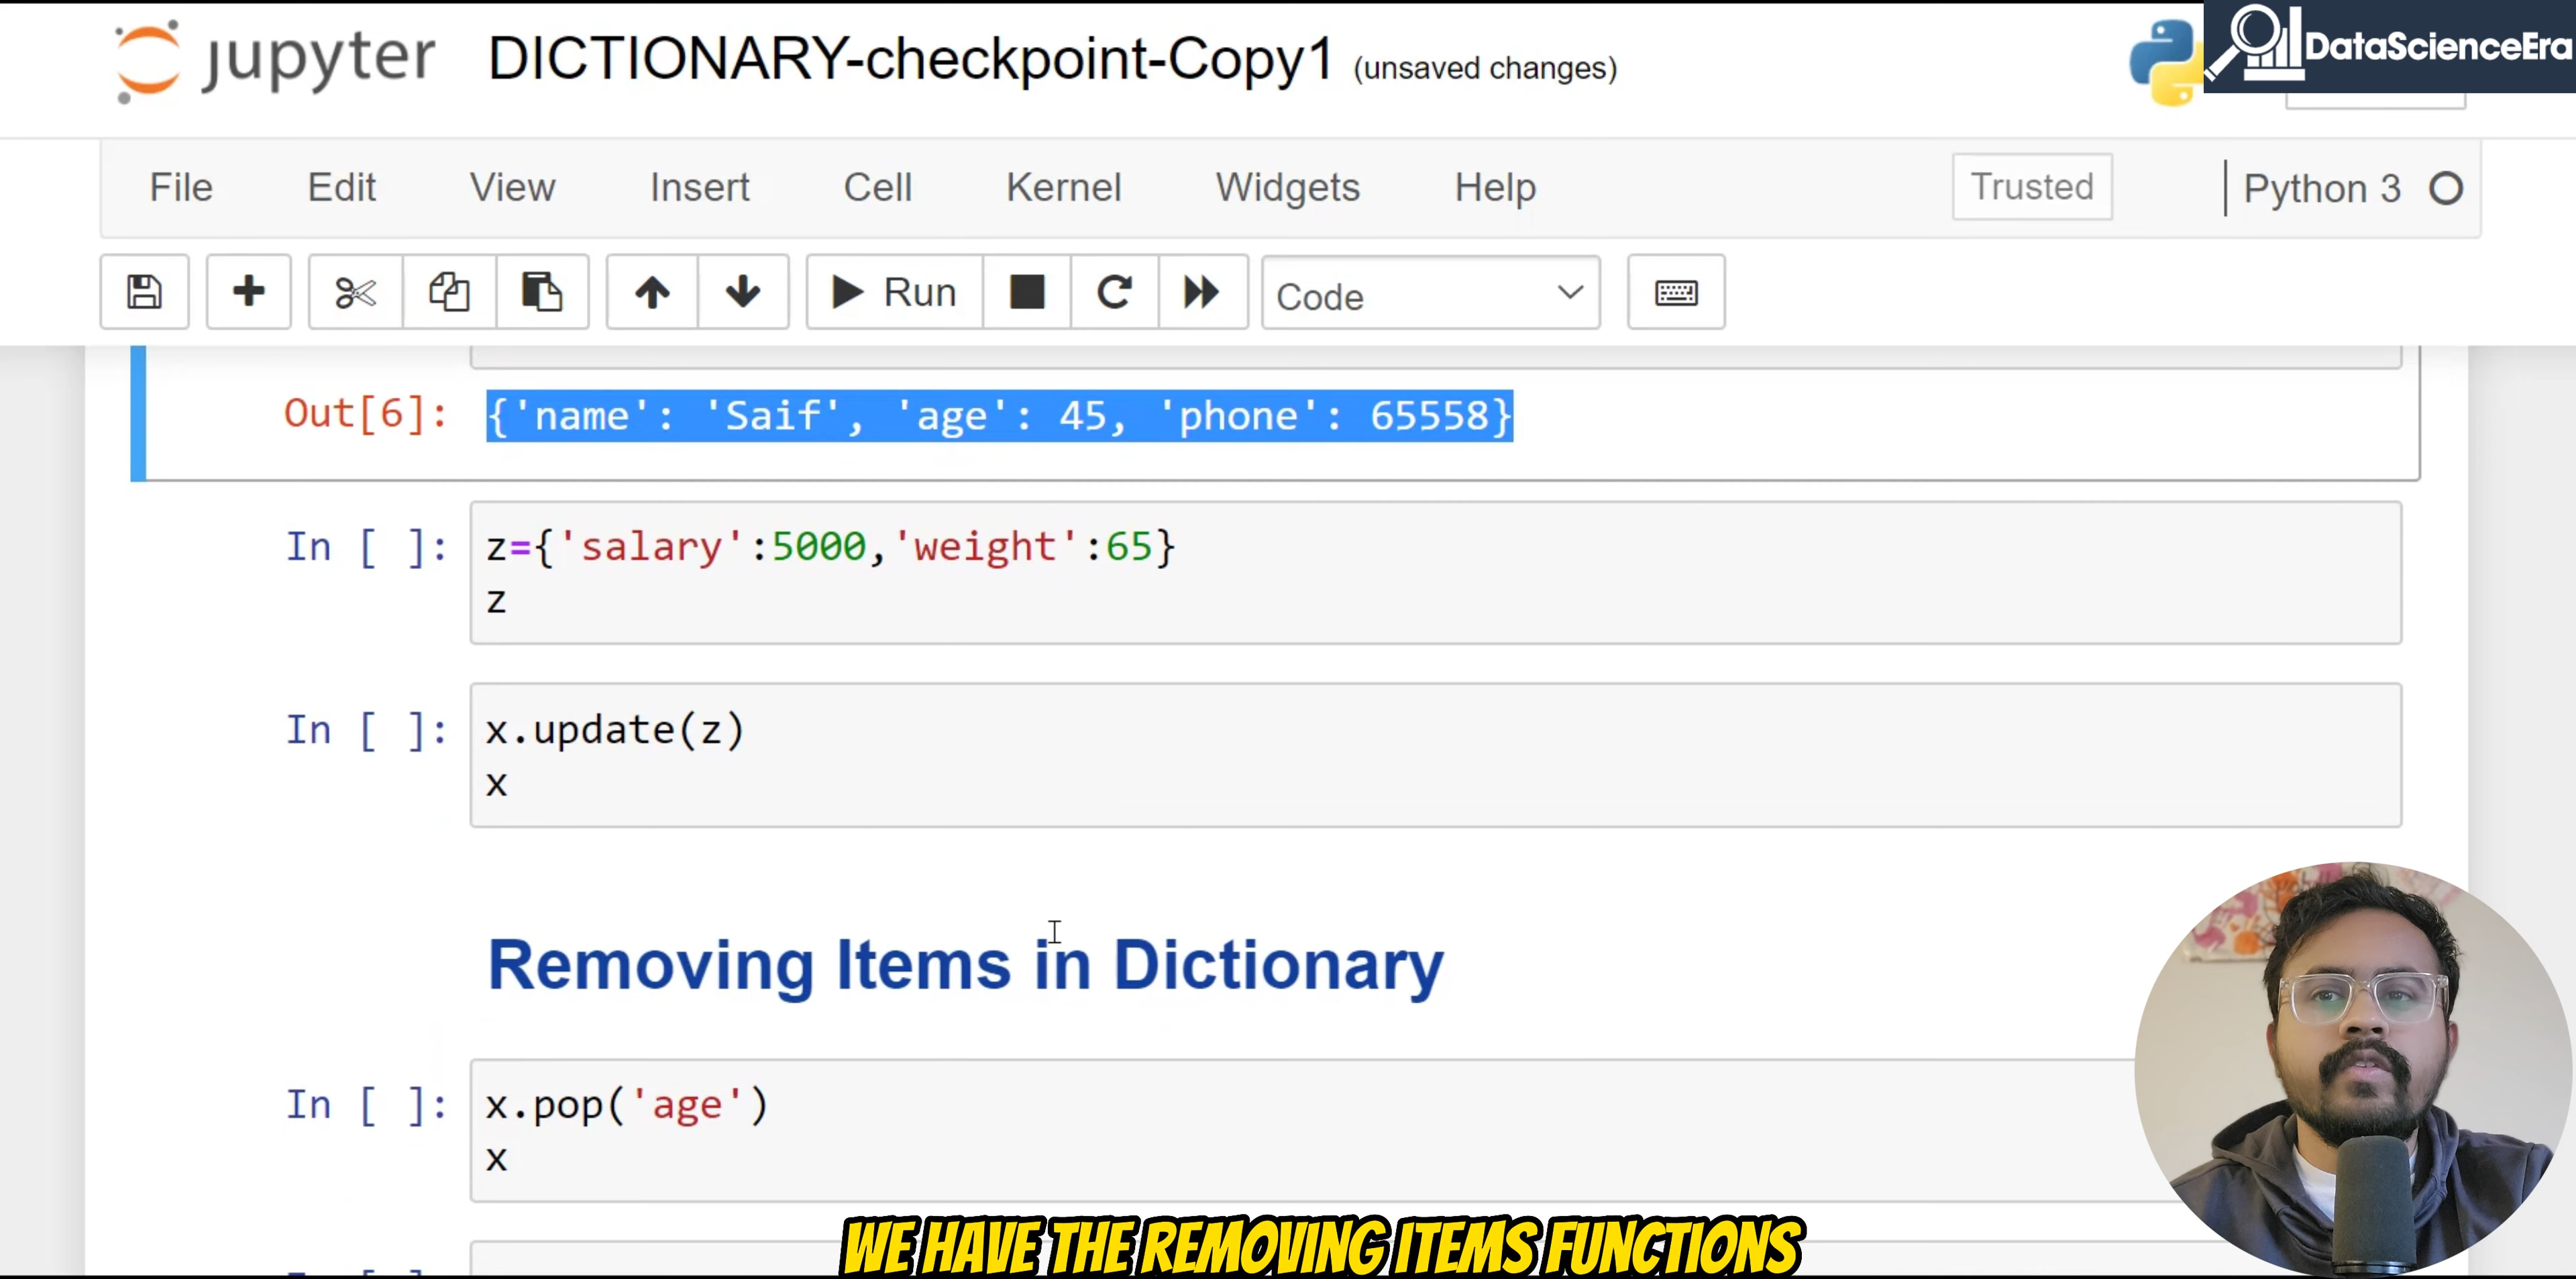 jupyter DICTIONARY-checkpoint-Copy1 (unsaved changes)
DataScienceEra
File Edit View Insert Cell Kernel Widgets Help Trusted Python 3
Run Code
Out[6]: {'name': 'Saif', 'age': 45, 'phone': 65558}
In [ ]: z={'salary':5000,'weight':65}
z
In [ ]: x.update(z)
x
Removing Items in Dictionary
In [ ]: x.pop('age')
x
WE HAVE THE REMOVING ITEMS FUNCTIONS